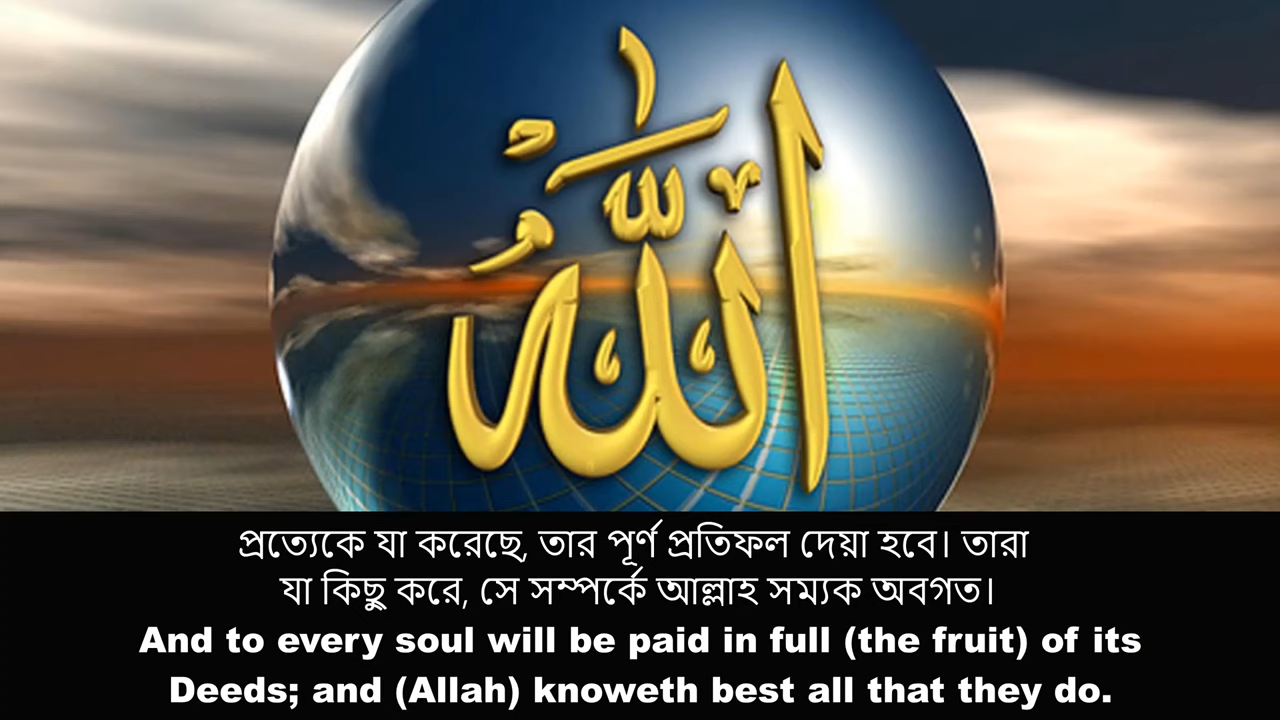 اللّٰهُ
প্রত্যেকে যা করেছে, তার পূর্ণ প্রতিফল দেয়া হবে। তারা
যা কিছু করে, সে সম্পর্কে আল্লাহ সম্যক অবগত।
And to every soul will be paid in full (the fruit) of its
Deeds; and (Allah) knoweth best all that they do.